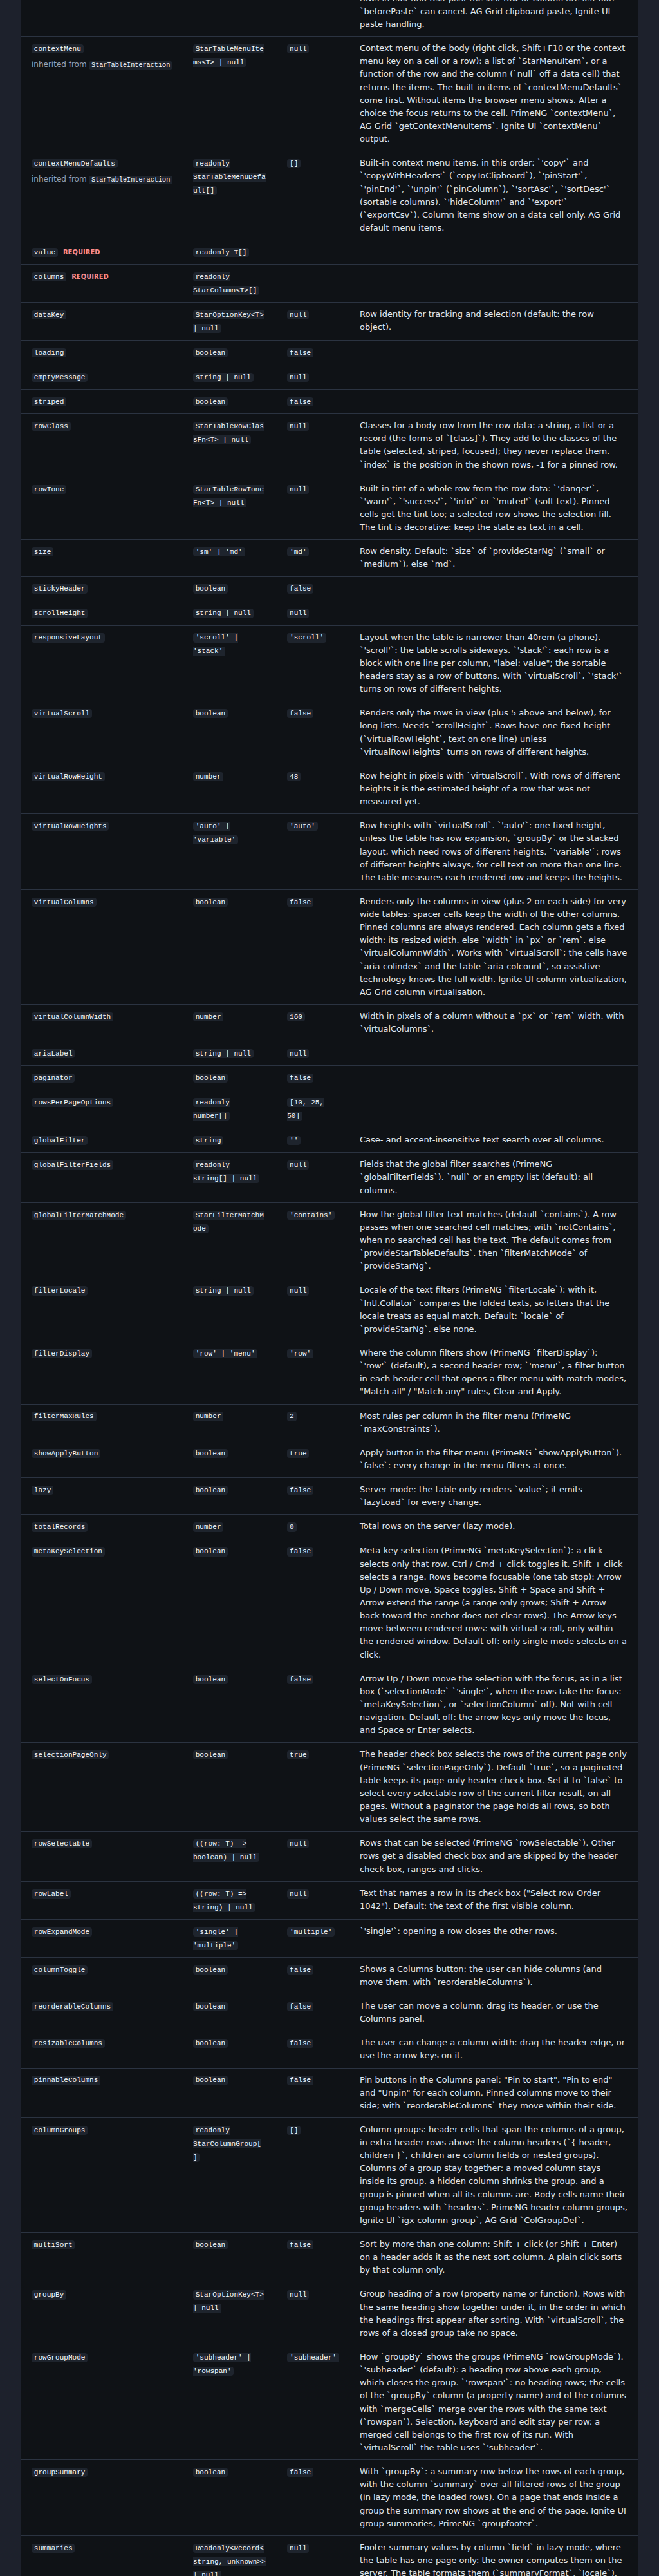 `beforePaste` can cancel. AG Grid clipboard paste, Ignite UI
paste handling.
contextMenu
inherited from StarTableInteraction
StarTableMenuIte
ms<T> | null
null
Context menu of the body (right click, Shift+F10 or the context
menu key on a cell or a row): a list of `StarMenuItem`, or a
function of the row and the column (`null` off a data cell) that
returns the items. The built-in items of `contextMenuDefaults`
come first. Without items the browser menu shows. After a
choice the focus returns to the cell. PrimeNG `contextMenu`,
AG Grid `getContextMenuItems`, Ignite UI `contextMenu`
output.
contextMenuDefaults
inherited from StarTableInteraction
readonly
StarTableMenuDefa
ult[]
[]
Built-in context menu items, in this order: `'copy'` and
`'copyWithHeaders'` (`copyToClipboard`), `'pinStart'`,
`'pinEnd'`, `'unpin'` (`pinColumn`), `'sortAsc'`, `'sortDesc'`
(sortable columns), `'hideColumn'` and `'export'`
(`exportCsv`). Column items show on a data cell only. AG Grid
default menu items.
value REQUIRED
readonly T[]
columns REQUIRED
readonly
StarColumn<T>[]
dataKey
StarOptionKey<T>
| null
null
Row identity for tracking and selection (default: the row
object).
loading
boolean
false
emptyMessage
string | null
null
striped
boolean
false
rowClass
StarTableRowClas
sFn<T> | null
null
Classes for a body row from the row data: a string, a list or a
record (the forms of `[class]`). They add to the classes of the
table (selected, striped, focused); they never replace them.
`index` is the position in the shown rows, -1 for a pinned row.
rowTone
StarTableRowTone
Fn<T> | null
null
Built-in tint of a whole row from the row data: `'danger'`,
`'warn'`, `'success'`, `'info'` or `'muted'` (soft text). Pinned
cells get the tint too; a selected row shows the selection fill.
The tint is decorative: keep the state as text in a cell.
size
'sm' | 'md'
'md'
Row density. Default: `size` of `provideStarNg` (`small` or
`medium`), else `md`.
stickyHeader
boolean
false
scrollHeight
string | null
null
responsiveLayout
'scroll' |
'stack'
'scroll'
Layout when the table is narrower than 40rem (a phone).
`'scroll'`: the table scrolls sideways. `'stack'`: each row is a
block with one line per column, "label: value"; the sortable
headers stay as a row of buttons. With `virtualScroll`, `'stack'`
turns on rows of different heights.
virtualScroll
boolean
false
Renders only the rows in view (plus 5 above and below), for
long lists. Needs `scrollHeight`. Rows have one fixed height
(`virtualRowHeight`, text on one line) unless
`virtualRowHeights` turns on rows of different heights.
virtualRowHeight
number
48
Row height in pixels with `virtualScroll`. With rows of different
heights it is the estimated height of a row that was not
measured yet.
virtualRowHeights
'auto' |
'variable'
'auto'
Row heights with `virtualScroll`. `'auto'`: one fixed height,
unless the table has row expansion, `groupBy` or the stacked
layout, which need rows of different heights. `'variable'`: rows
of different heights always, for cell text on more than one line.
The table measures each rendered row and keeps the heights.
virtualColumns
boolean
false
Renders only the columns in view (plus 2 on each side) for very
wide tables: spacer cells keep the width of the other columns.
Pinned columns are always rendered. Each column gets a fixed
width: its resized width, else `width` in `px` or `rem`, else
`virtualColumnWidth`. Works with `virtualScroll`; the cells have
`aria-colindex` and the table `aria-colcount`, so assistive
technology knows the full width. Ignite UI column virtualization,
AG Grid column virtualisation.
virtualColumnWidth
number
160
Width in pixels of a column without a `px` or `rem` width, with
`virtualColumns`.
ariaLabel
string | null
null
paginator
boolean
false
rowsPerPageOptions
readonly
number[]
[10, 25,
50]
globalFilter
string
''
Case- and accent-insensitive text search over all columns.
globalFilterFields
readonly
string[] | null
null
Fields that the global filter searches (PrimeNG
`globalFilterFields`). `null` or an empty list (default): all
columns.
globalFilterMatchMode
StarFilterMatchM
ode
'contains'
How the global filter text matches (default `contains`). A row
passes when one searched cell matches; with `notContains`,
when no searched cell has the text. The default comes from
`provideStarTableDefaults`, then `filterMatchMode` of
`provideStarNg`.
filterLocale
string | null
null
Locale of the text filters (PrimeNG `filterLocale`): with it,
`Intl.Collator` compares the folded texts, so letters that the
locale treats as equal match. Default: `locale` of
`provideStarNg`, else none.
filterDisplay
'row' | 'menu'
'row'
Where the column filters show (PrimeNG `filterDisplay`):
`'row'` (default), a second header row; `'menu'`, a filter button
in each header cell that opens a filter menu with match modes,
"Match all" / "Match any" rules, Clear and Apply.
filterMaxRules
number
2
Most rules per column in the filter menu (PrimeNG
`maxConstraints`).
showApplyButton
boolean
true
Apply button in the filter menu (PrimeNG `showApplyButton`).
`false`: every change in the menu filters at once.
lazy
boolean
false
Server mode: the table only renders `value`; it emits
`lazyLoad` for every change.
totalRecords
number
0
Total rows on the server (lazy mode).
metaKeySelection
boolean
false
Meta-key selection (PrimeNG `metaKeySelection`): a click
selects only that row, Ctrl / Cmd + click toggles it, Shift + click
selects a range. Rows become focusable (one tab stop): Arrow
Up / Down move, Space toggles, Shift + Space and Shift +
Arrow extend the range (a range only grows; Shift + Arrow
back toward the anchor does not clear rows). The Arrow keys
move between rendered rows: with virtual scroll, only within
the rendered window. Default off: only single mode selects on a
click.
selectOnFocus
boolean
false
Arrow Up / Down move the selection with the focus, as in a list
box (`selectionMode` `'single'`, when the rows take the focus:
`metaKeySelection`, or `selectionColumn` off). Not with cell
navigation. Default off: the arrow keys only move the focus,
and Space or Enter selects.
selectionPageOnly
boolean
true
The header check box selects the rows of the current page only
(PrimeNG `selectionPageOnly`). Default `true`, so a paginated
table keeps its page-only header check box. Set it to `false` to
select every selectable row of the current filter result, on all
pages. Without a paginator the page holds all rows, so both
values select the same rows.
rowSelectable
((row: T) =>
boolean) | null
null
Rows that can be selected (PrimeNG `rowSelectable`). Other
rows get a disabled check box and are skipped by the header
check box, ranges and clicks.
rowLabel
((row: T) =>
string) | null
null
Text that names a row in its check box ("Select row Order
1042"). Default: the text of the first visible column.
rowExpandMode
'single' |
'multiple'
'multiple'
`'single'`: opening a row closes the other rows.
columnToggle
boolean
false
Shows a Columns button: the user can hide columns (and
move them, with `reorderableColumns`).
reorderableColumns
boolean
false
The user can move a column: drag its header, or use the
Columns panel.
resizableColumns
boolean
false
The user can change a column width: drag the header edge, or
use the arrow keys on it.
pinnableColumns
boolean
false
Pin buttons in the Columns panel: "Pin to start", "Pin to end"
and "Unpin" for each column. Pinned columns move to their
side; with `reorderableColumns` they move within their side.
columnGroups
readonly
StarColumnGroup[
]
[]
Column groups: header cells that span the columns of a group,
in extra header rows above the column headers (`{ header,
children }`, children are column fields or nested groups).
Columns of a group stay together: a moved column stays
inside its group, a hidden column shrinks the group, and a
group is pinned when all its columns are. Body cells name their
group headers with `headers`. PrimeNG header column groups,
Ignite UI `igx-column-group`, AG Grid `ColGroupDef`.
multiSort
boolean
false
Sort by more than one column: Shift + click (or Shift + Enter)
on a header adds it as the next sort column. A plain click sorts
by that column only.
groupBy
StarOptionKey<T>
| null
null
Group heading of a row (property name or function). Rows with
the same heading show together under it, in the order in which
the headings first appear after sorting. With `virtualScroll`, the
rows of a closed group take no space.
rowGroupMode
'subheader' |
'rowspan'
'subheader'
How `groupBy` shows the groups (PrimeNG `rowGroupMode`).
`'subheader'` (default): a heading row above each group,
which closes the group. `'rowspan'`: no heading rows; the cells
of the `groupBy` column (a property name) and of the columns
with `mergeCells` merge over the rows with the same text
(`rowspan`). Selection, keyboard and edit stay per row: a
merged cell belongs to the first row of its run. With
`virtualScroll` the table uses `'subheader'`.
groupSummary
boolean
false
With `groupBy`: a summary row below the rows of each group,
with the column `summary` over all filtered rows of the group
(in lazy mode, the loaded rows). On a page that ends inside a
group the summary row shows at the end of the page. Ignite UI
group summaries, PrimeNG `groupfooter`.
summaries
Readonly<Record<
string, unknown>>
| null
null
Footer summary values by column `field` in lazy mode, where
the table has one page only: the owner computes them on the
server. The table formats them (`summaryFormat`, `locale`).